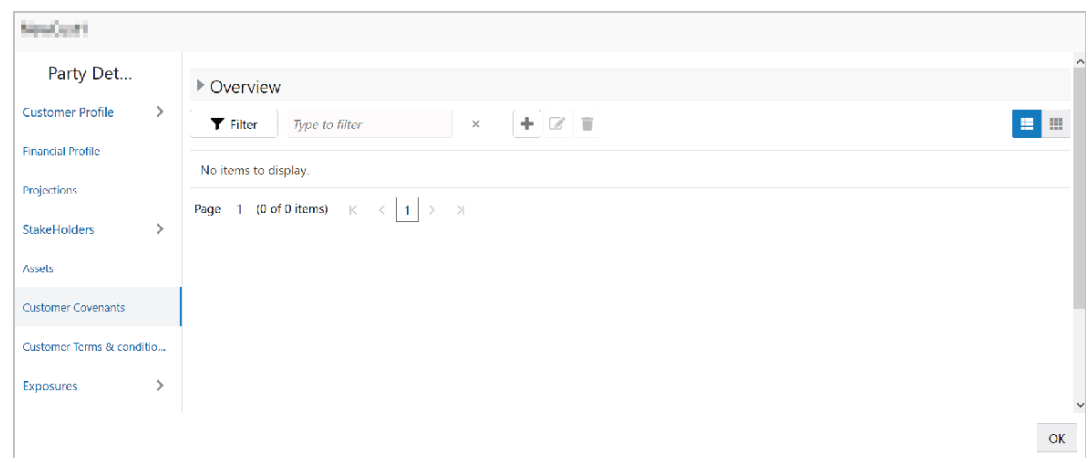 Party Det...
Customer Profile
Financial Profile
Projections
StakeHolders
Assets
Customer Covenants
Customer Terms & conditio...
Exposures
Overview
Filter
Type to filter
No items to display.
Page 1 (0 of 0 items) 1
OK